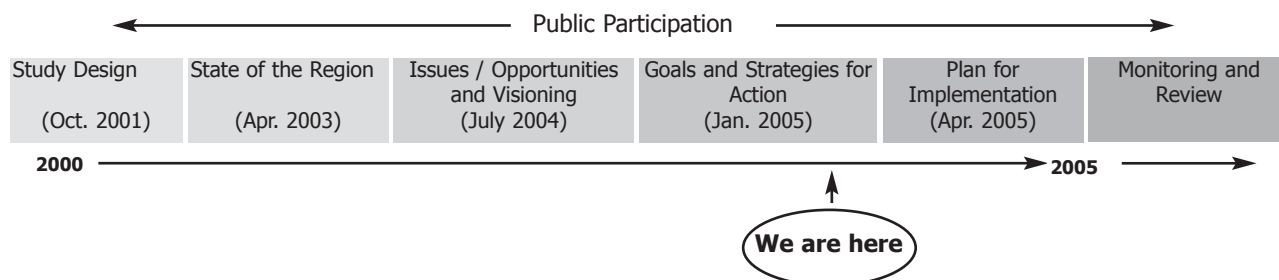 Public Participation
Study Design
(Oct. 2001)
State of the Region
(Apr. 2003)
Issues / Opportunities
and Visioning
(July 2004)
Goals and Strategies for
Action
(Jan. 2005)
Plan for
Implementation
(Apr. 2005)
Monitoring and
Review
2000
2005
We are here